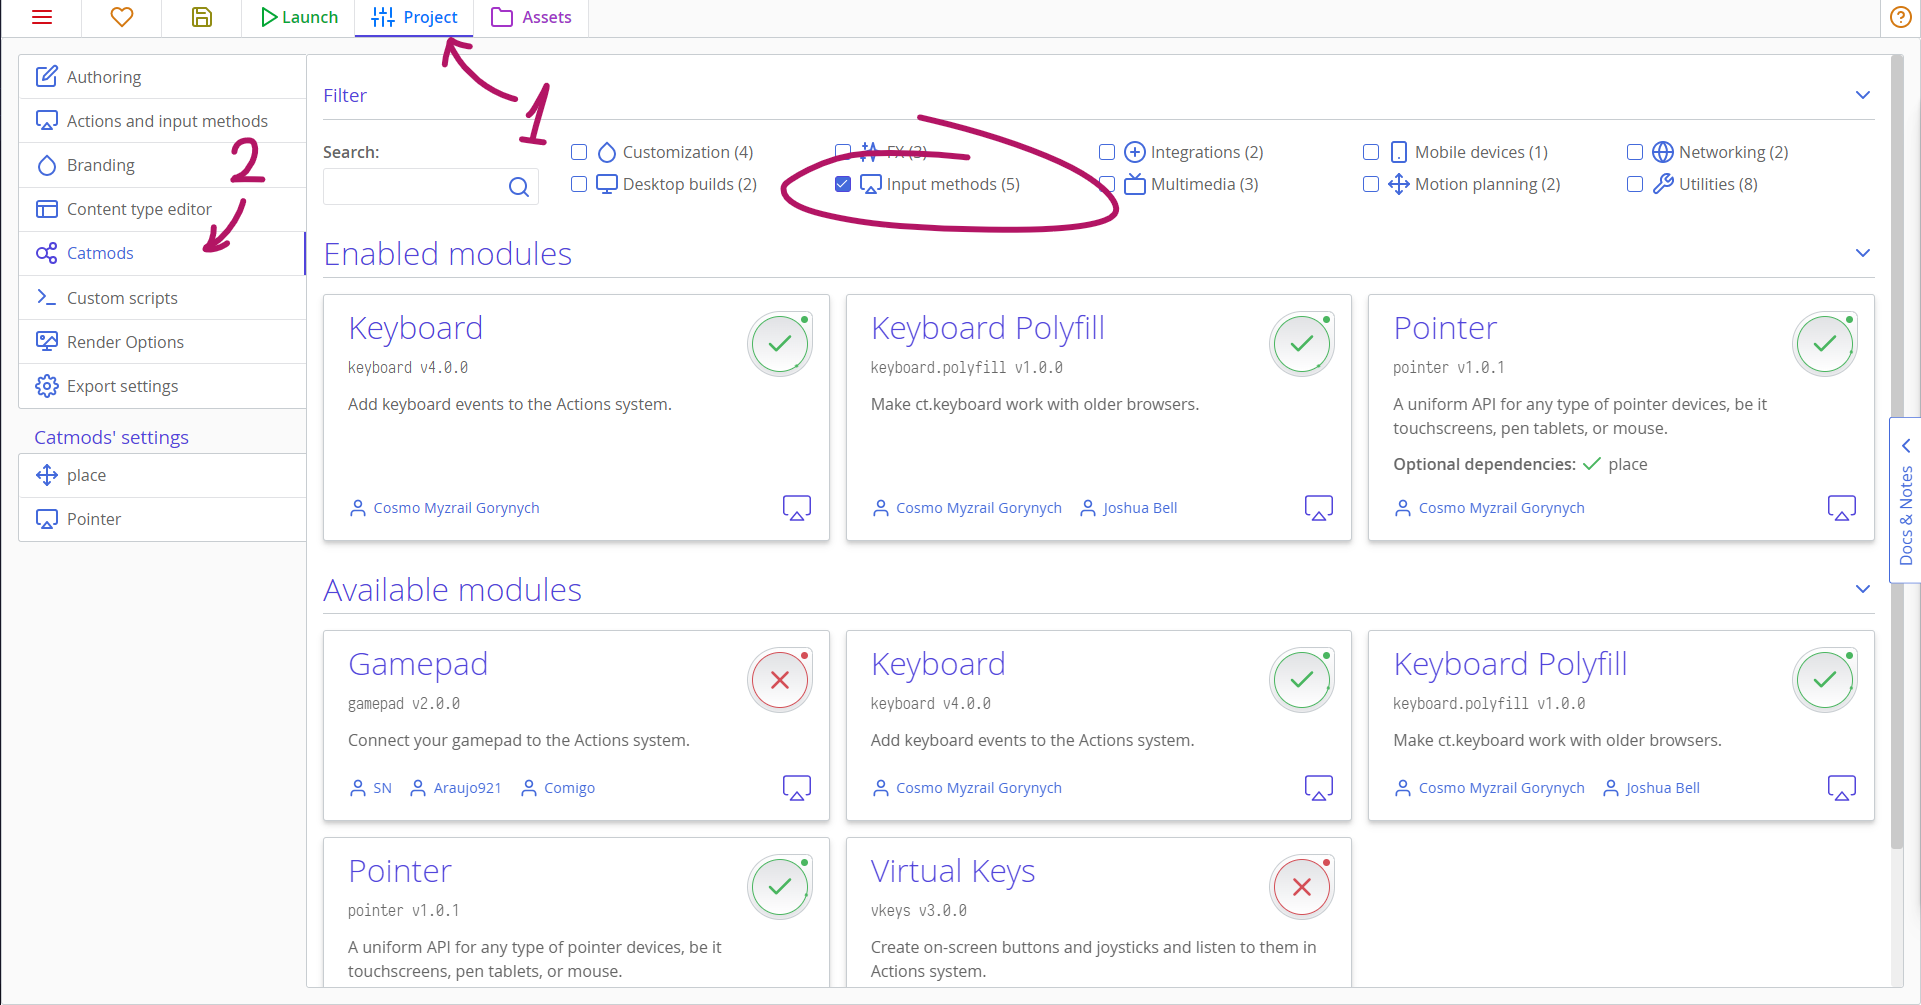 Launch Project Assets
1
Authoring
Actions and input methods
2
Branding
Content type editor
Catmods
Custom scripts
Render Options
Export settings
Catmods' settings
place
Pointer
Filter
Search:
Customization (4)
FX (3)
Integrations (2)
Mobile devices (1)
Networking (2)
Desktop builds (2)
Input methods (5)
Multimedia (3)
Motion planning (2)
Utilities (8)
Enabled modules
Keyboard
keyboard v4.0.0
Add keyboard events to the Actions system.
Cosmo Myzrail Gorynych
Keyboard Polyfill
keyboard.polyfill v1.0.0
Make ct.keyboard work with older browsers.
Cosmo Myzrail Gorynych Joshua Bell
Pointer
pointer v1.0.1
A uniform API for any type of pointer devices, be it
touchscreens, pen tablets, or mouse.
Optional dependencies: place
Cosmo Myzrail Gorynych
Available modules
Gamepad
gamepad v2.0.0
Connect your gamepad to the Actions system.
SN Araujo921 Comigo
Keyboard
keyboard v4.0.0
Add keyboard events to the Actions system.
Cosmo Myzrail Gorynych
Keyboard Polyfill
keyboard.polyfill v1.0.0
Make ct.keyboard work with older browsers.
Cosmo Myzrail Gorynych Joshua Bell
Pointer
pointer v1.0.1
A uniform API for any type of pointer devices, be it
touchscreens, pen tablets, or mouse.
Virtual Keys
vkeys v3.0.0
Create on-screen buttons and joysticks and listen to them in
Actions system.
Docs & Notes